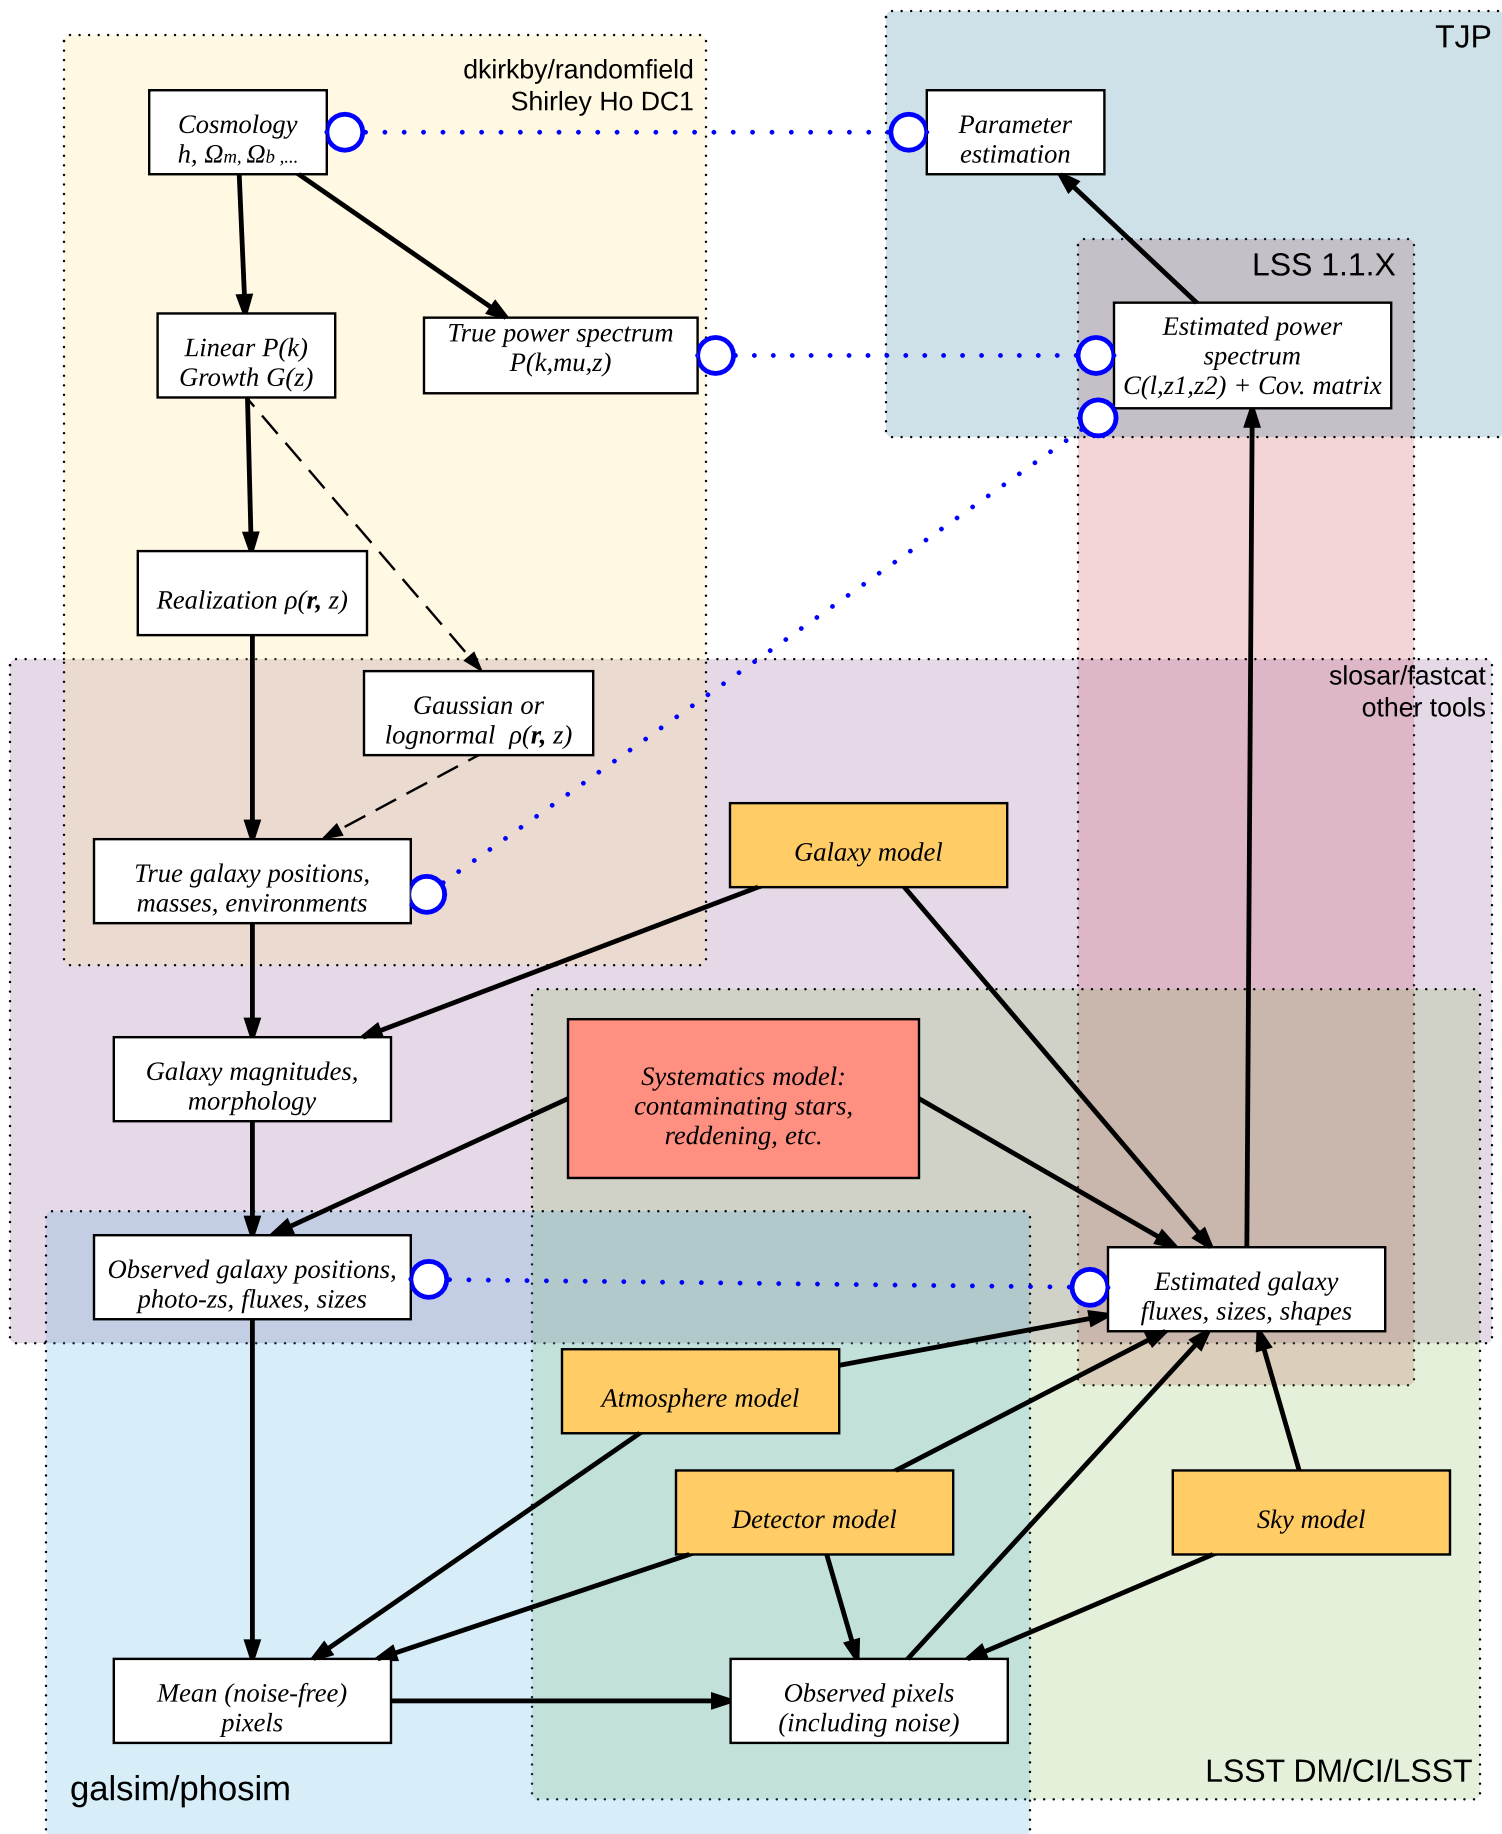 TJP
dkirkby/randomfield
Shirley Ho DC1
Cosmology
h, Ωm, Ωb ,...
Parameter
estimation
LSS 1.1.X
Linear P(k)
Growth G(z)
True power spectrum
P(k,mu,z)
Estimated power
spectrum
C(l,z1,z2) + Cov. matrix
Realization ρ(r, z)
slosar/fastcat
other tools
Gaussian or
lognormal ρ(r, z)
Galaxy model
True galaxy positions,
masses, environments
Galaxy magnitudes,
morphology
Systematics model:
contaminating stars,
reddening, etc.
Observed galaxy positions,
photo-zs, fluxes, sizes
Estimated galaxy
fluxes, sizes, shapes
Atmosphere model
Detector model
Sky model
Mean (noise-free)
pixels
Observed pixels
(including noise)
LSST DM/CI/LSST
galsim/phosim